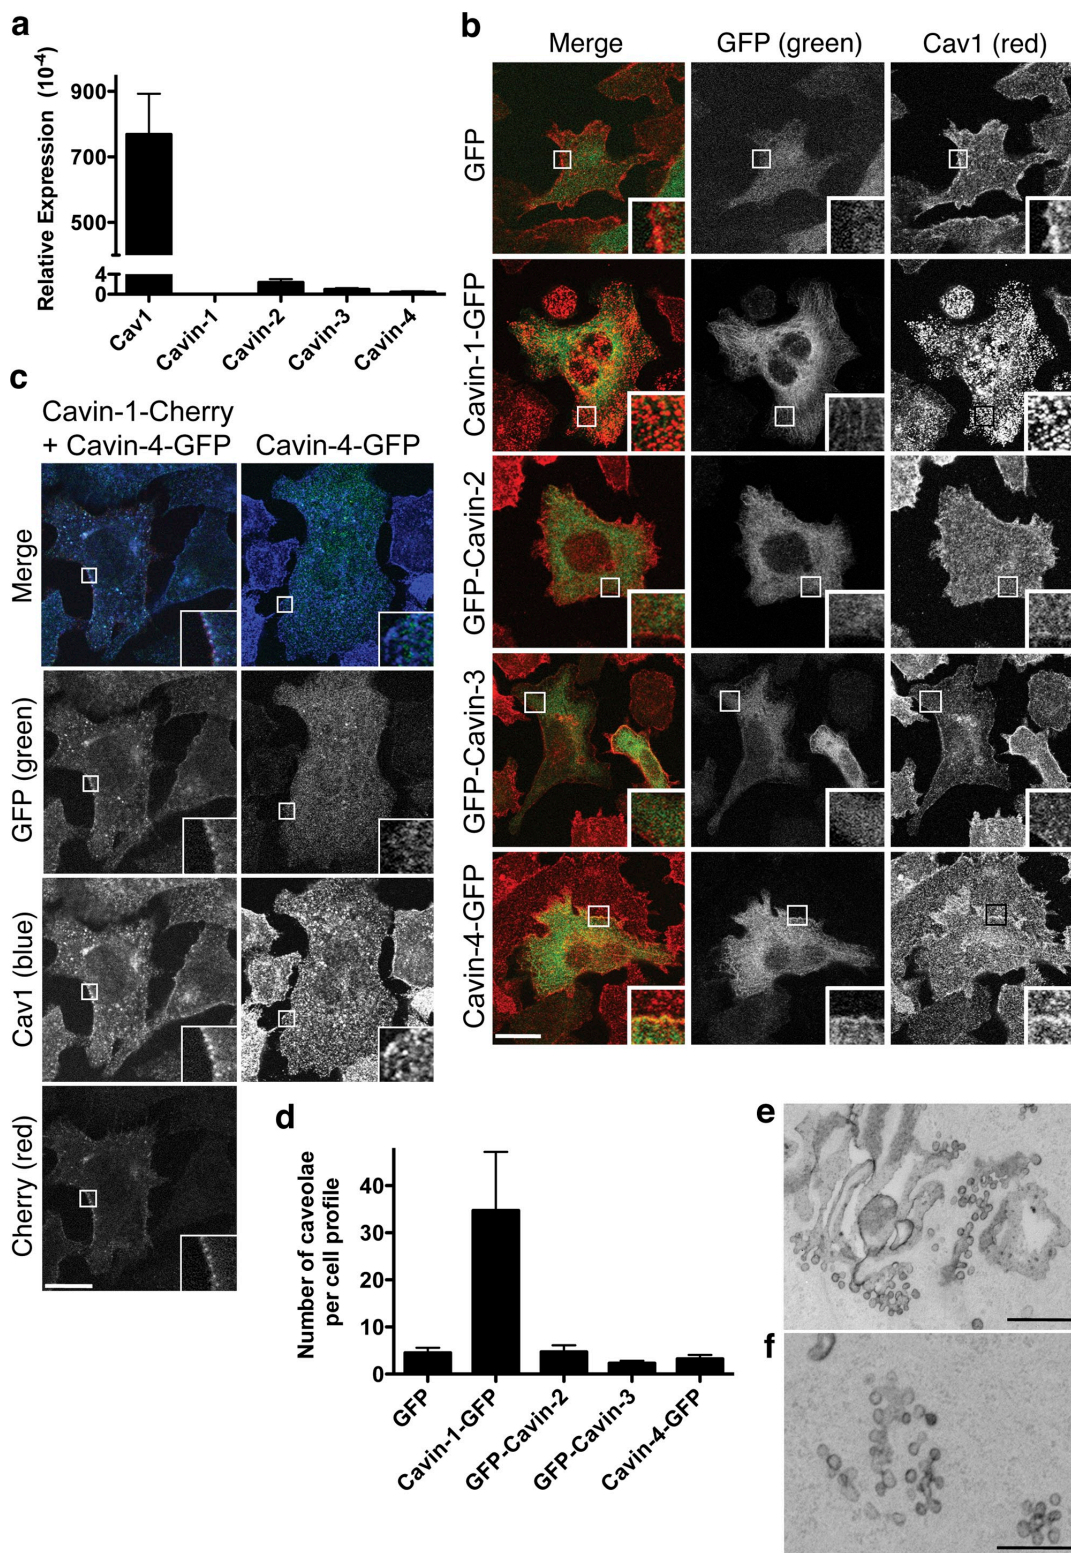 a
Relative Expression (10-4)
900
700
500
4
0
Cav1
Cavin-1
Cavin-2
Cavin-3
Cavin-4
b
Merge
GFP (green)
Cav1 (red)
GFP
Cavin-1-GFP
GFP-Cavin-2
GFP-Cavin-3
Cavin-4-GFP
c
Cavin-1-Cherry
+ Cavin-4-GFP
Cavin-4-GFP
Merge
GFP (green)
Cav1 (blue)
Cherry (red)
d
Number of caveolae
per cell profile
40
30
20
10
0
GFP
Cavin-1-GFP
GFP-Cavin-2
GFP-Cavin-3
Cavin-4-GFP
e
f